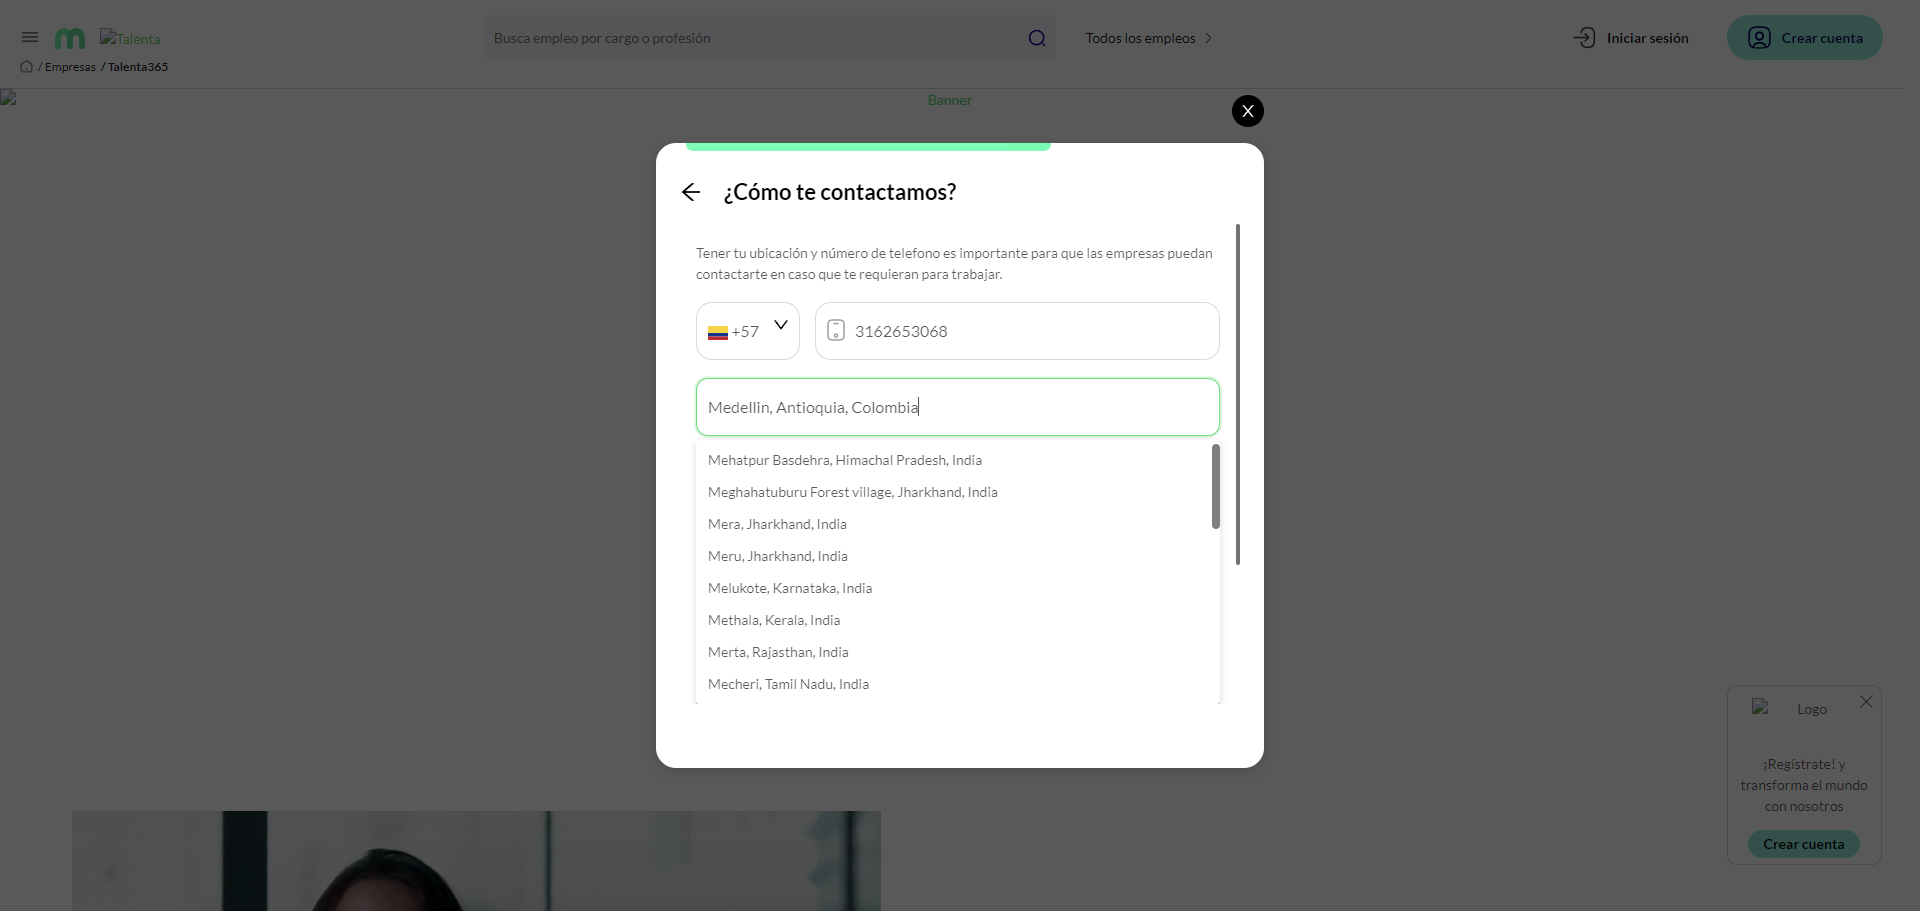 Talenta
Busca empleo por cargo o profesión
Todos los empleos
Iniciar sesión
Crear cuenta
/ Empresas / Talenta365
Banner
X
¿Cómo te contactamos?
Tener tu ubicación y número de telefono es importante para que las empresas puedan
contactarte en caso que te requieran para trabajar.
+57
3162653068
Medellin, Antioquia, Colombia
Mehatpur Basdehra, Himachal Pradesh, India
Meghahatuburu Forest village, Jharkhand, India
Mera, Jharkhand, India
Meru, Jharkhand, India
Melukote, Karnataka, India
Methala, Kerala, India
Merta, Rajasthan, India
Mecheri, Tamil Nadu, India
Logo
¡Regístrate! y
transforma el mundo
con nosotros
Crear cuenta